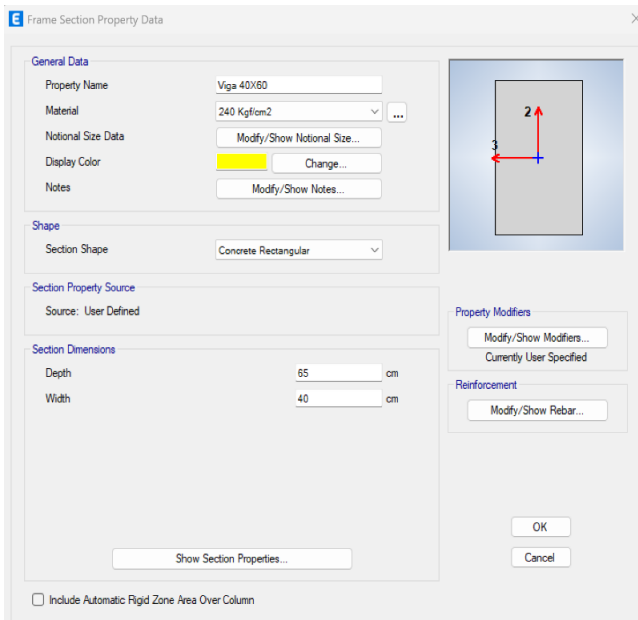 E Frame Section Property Data
General Data
Property Name Viga 40X60
Material 240 Kgf/cm2 ...
Notional Size Data Modify/Show Notional Size...
Display Color Change...
Notes Modify/Show Notes...
2
3
Shape
Section Shape Concrete Rectangular
Section Property Source
Source: User Defined
Property Modifiers
Modify/Show Modifiers...
Currently User Specified
Section Dimensions
Depth 65 cm
Width 40 cm
Reinforcement
Modify/Show Rebar...
Show Section Properties...
OK
Cancel
Include Automatic Rigid Zone Area Over Column